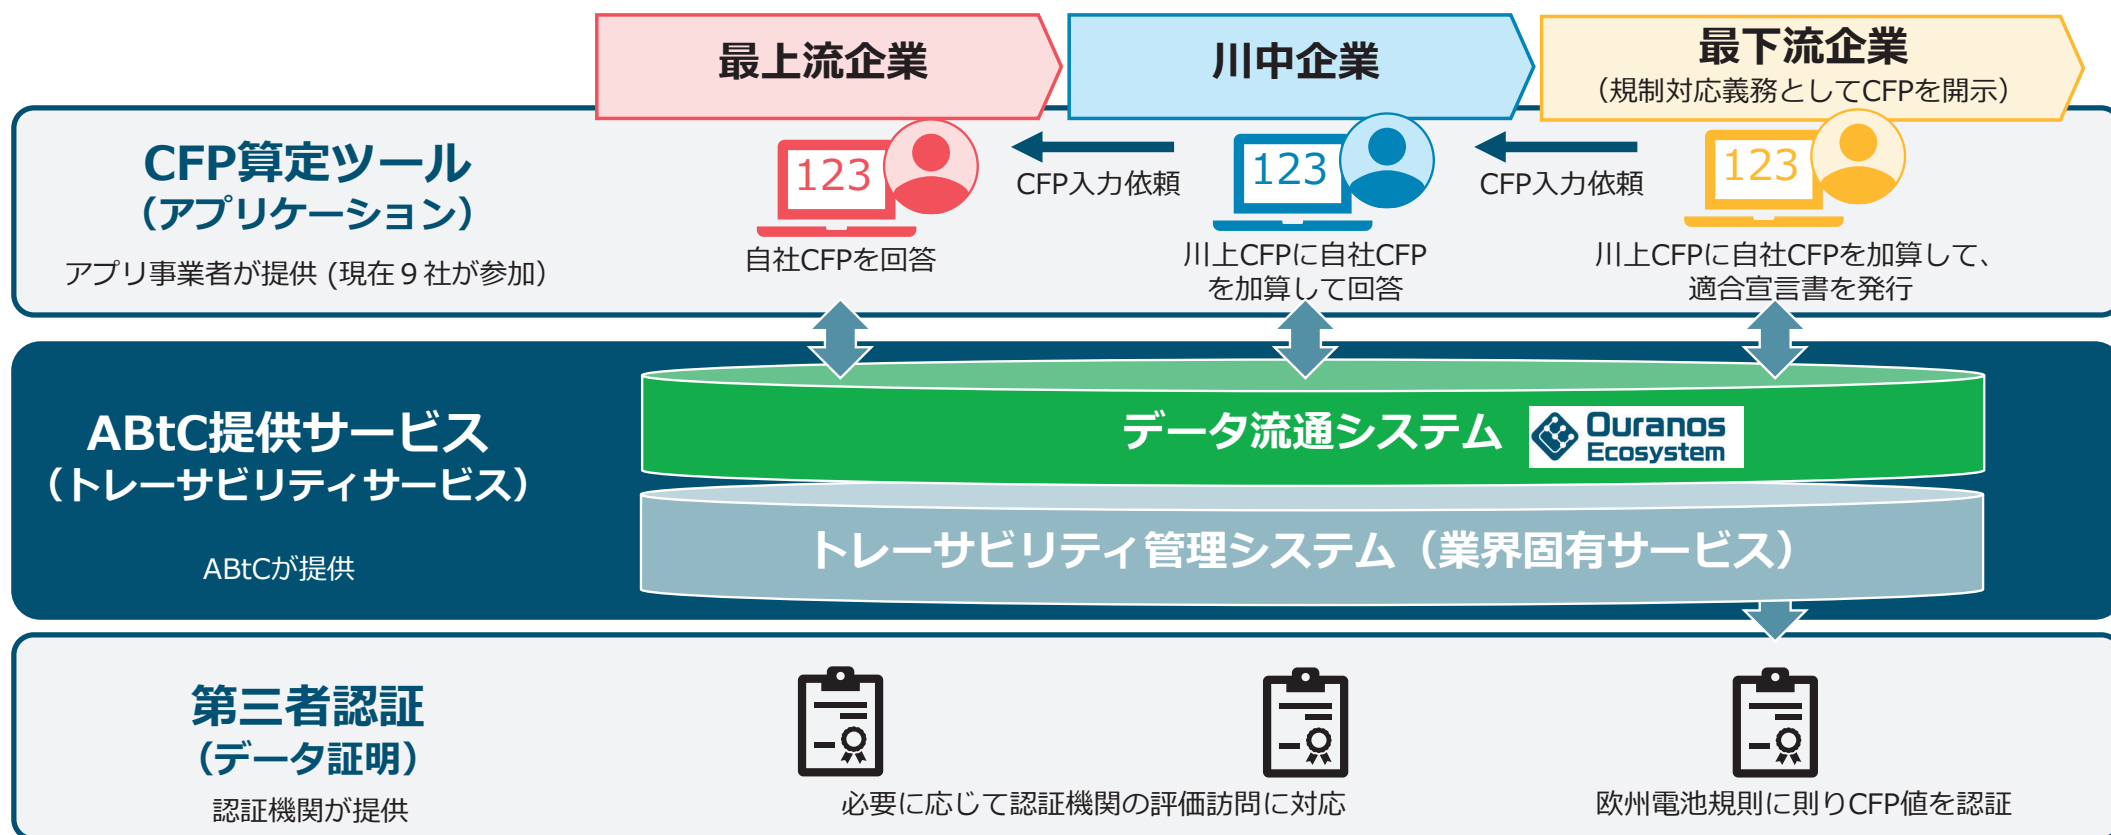 最上流企業
川中企業
最下流企業
（規制対応義務としてCFPを開示）
CFP算定ツール
（アプリケーション）
アプリ事業者が提供 (現在９社が参加）
123
CFP入力依頼
123
CFP入力依頼
123
自社CFPを回答
川上CFPに自社CFP
を加算して回答
川上CFPに自社CFPを加算して、
適合宣言書を発行
ABtC提供サービス
（トレーサビリティサービス）
ABtCが提供
データ流通システム
Ouranos
Ecosystem
トレーサビリティ管理システム（業界固有サービス）
第三者認証
（データ証明）
認証機関が提供
必要に応じて認証機関の評価訪問に対応
欧州電池規則に則りCFP値を認証